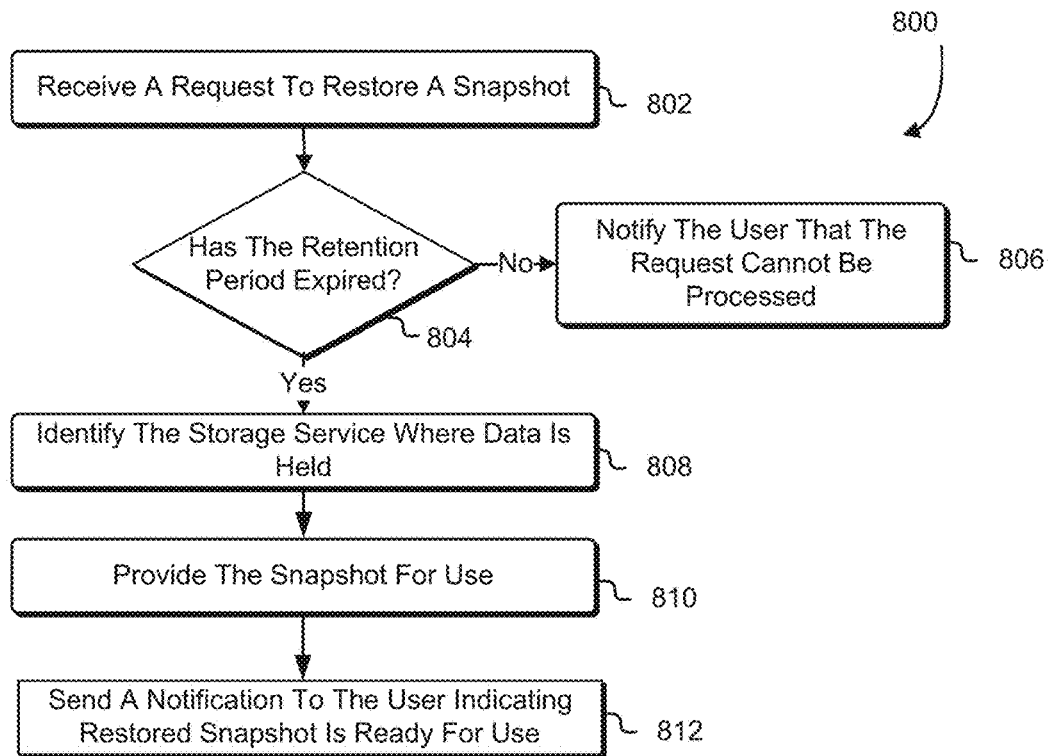 800
Receive A Request To Restore A Snapshot
802
Has The Retention
Period Expired?
804
No
Notify The User That The
Request Cannot Be
Processed
806
Yes
Identify The Storage Service Where Data Is
Held
808
Provide The Snapshot For Use
810
Send A Notification To The User Indicating
Restored Snapshot Is Ready For Use
812